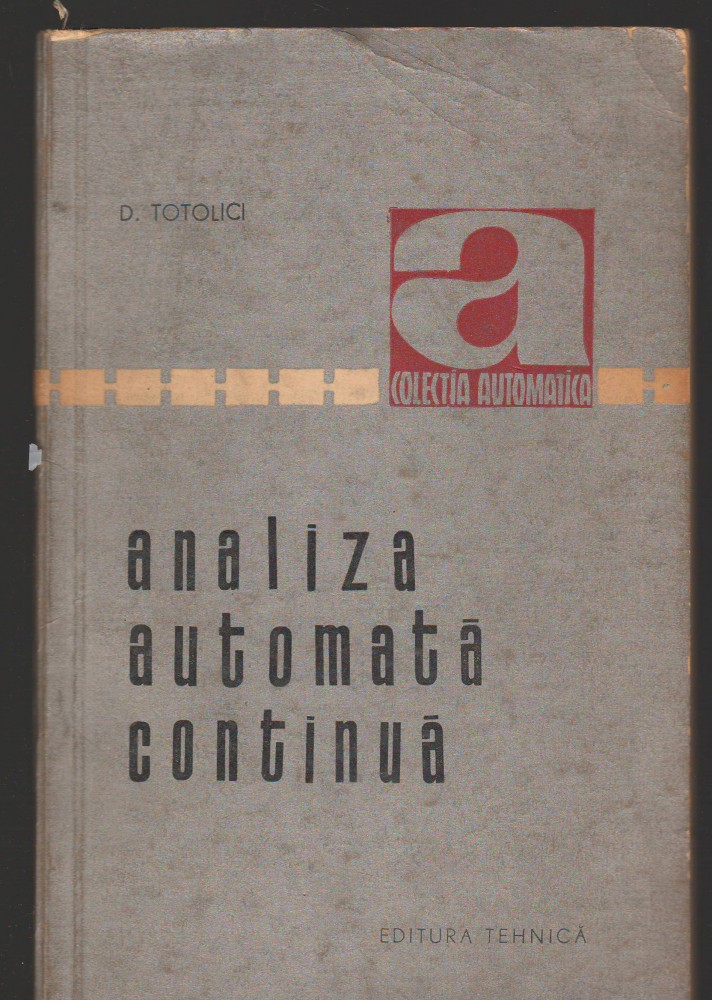 D. TOTOLICI
a
COLECTIA AUTOMATICA
analiza
automată
continuă
EDITURA TEHNICĂ